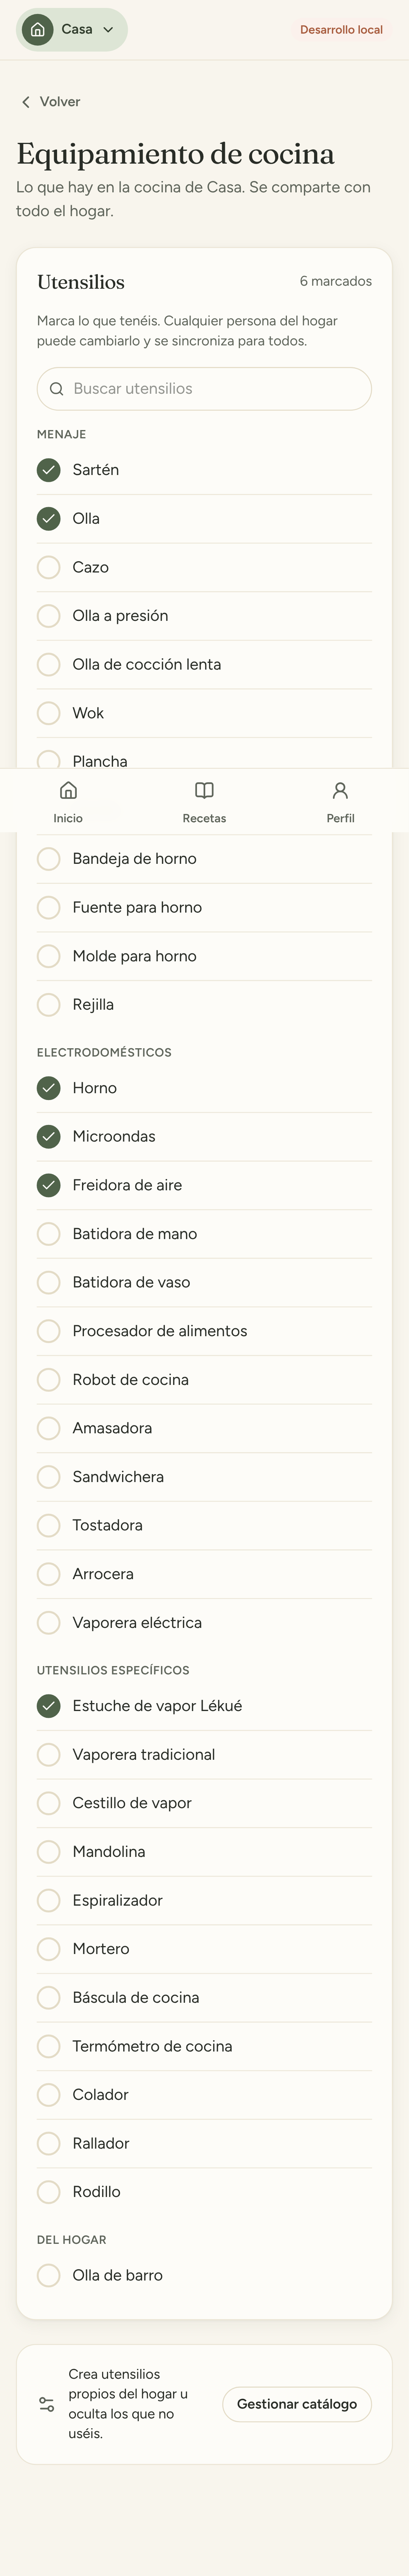 Casa
Desarrollo local
Volver
Equipamiento de cocina
Lo que hay en la cocina de Casa. Se comparte con
todo el hogar.
Utensilios
6 marcados
Marca lo que tenéis. Cualquier persona del hogar
puede cambiarlo y se sincroniza para todos.
Buscar utensilios
MENAJE
Sartén
Olla
Cazo
Olla a presión
Olla de cocción lenta
Wok
Plancha
Inicio
Recetas
Perfil
Bandeja de horno
Fuente para horno
Molde para horno
Rejilla
ELECTRODOMÉSTICOS
Horno
Microondas
Freidora de aire
Batidora de mano
Batidora de vaso
Procesador de alimentos
Robot de cocina
Amasadora
Sandwichera
Tostadora
Arrocera
Vaporera eléctrica
UTENSILIOS ESPECÍFICOS
Estuche de vapor Lékué
Vaporera tradicional
Cestillo de vapor
Mandolina
Espiralizador
Mortero
Báscula de cocina
Termómetro de cocina
Colador
Rallador
Rodillo
DEL HOGAR
Olla de barro
Crea utensilios
propios del hogar u
oculta los que no
uséis.
Gestionar catálogo